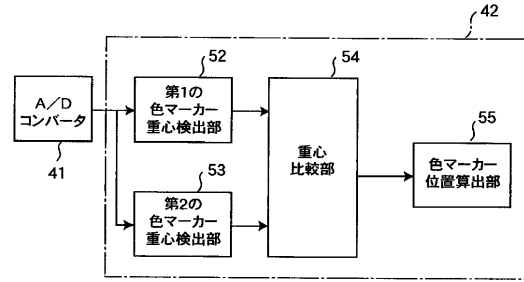 42
52
54
A/D
コンバータ
41
第1の
色マーカー
重心検出部
重心
比較部
55
色マーカー
位置算出部
53
第2の
色マーカー
重心検出部